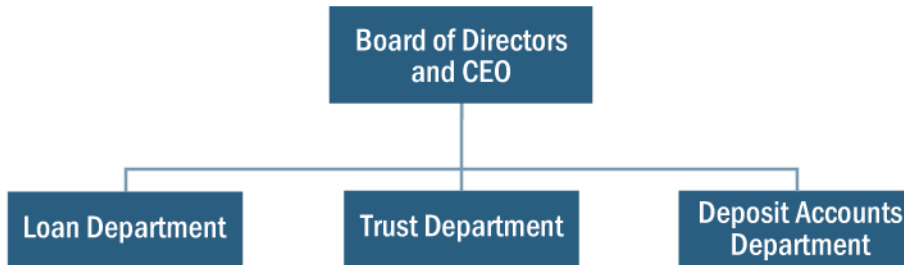 Board of Directors
and CEO
Loan Department
Trust Department
Deposit Accounts
Department